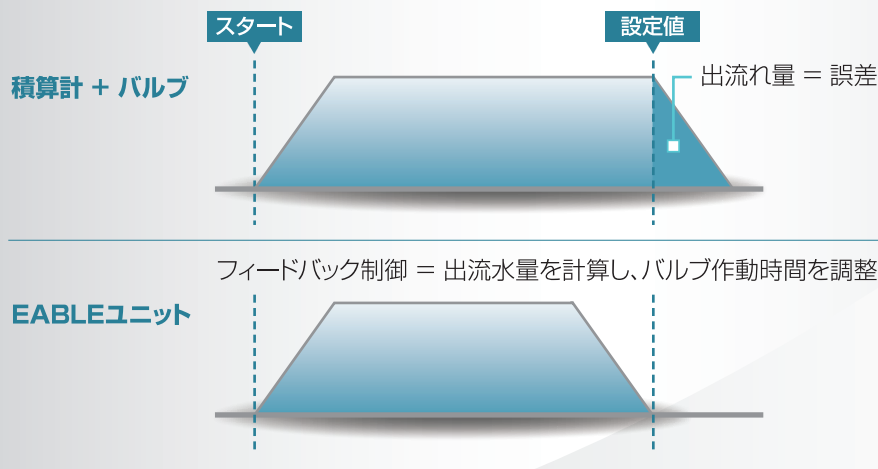 スタート
設定値
積算計 + バルブ
出流れ量 = 誤差
フィードバック制御 = 出流水量を計算し、バルブ作動時間を調整
EABLEユニット